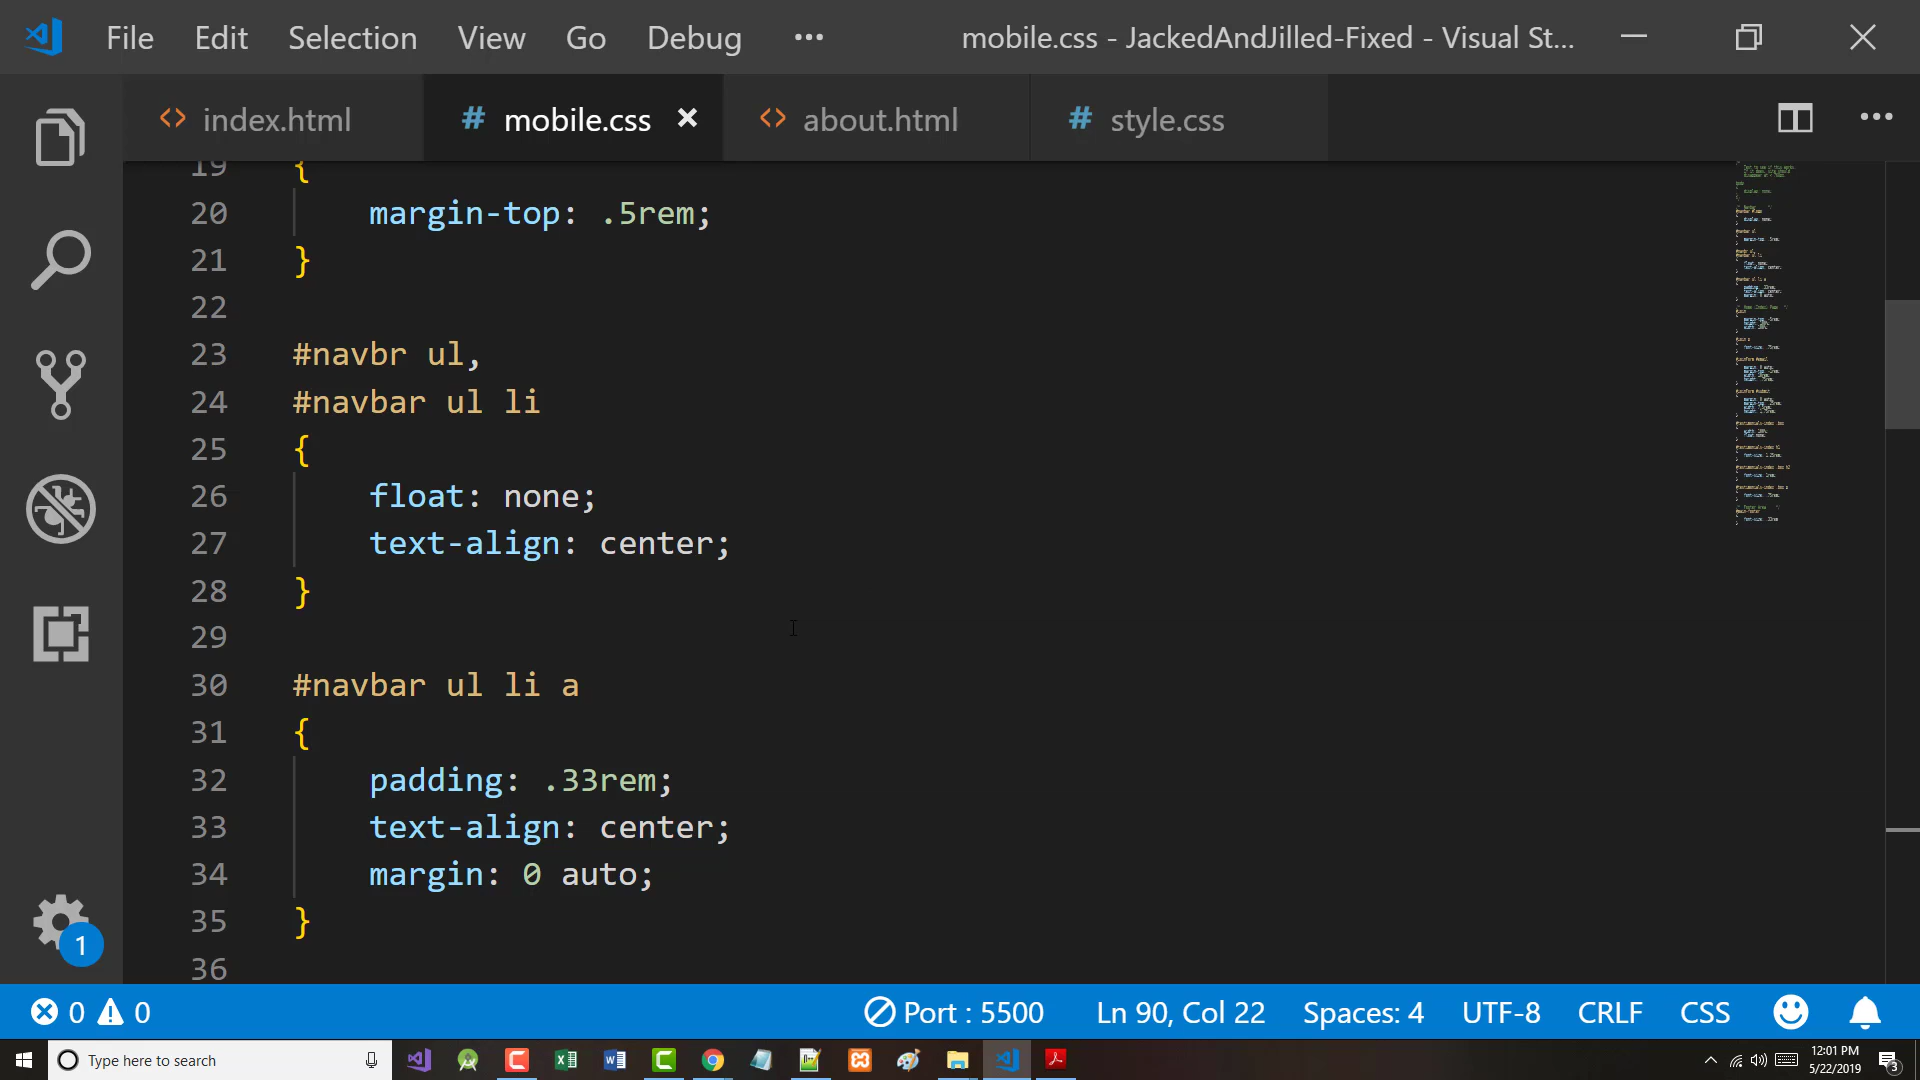 File Edit Selection View Go Debug ••• mobile.css - JackedAndJilled-Fixed - Visual St...
<> index.html # mobile.css × <> about.html # style.css •••
19 {
20 margin-top: .5rem;
21 }
22
23 #navbr ul,
24 #navbar ul li
25 {
26 float: none;
27 text-align: center;
28 }
29
30 #navbar ul li a
31 {
32 padding: .33rem;
33 text-align: center;
34 margin: 0 auto;
35 }
36
1
0 0 Port : 5500 Ln 90, Col 22 Spaces: 4 UTF-8 CRLF CSS
Type here to search
12:01 PM
5/22/2019
3